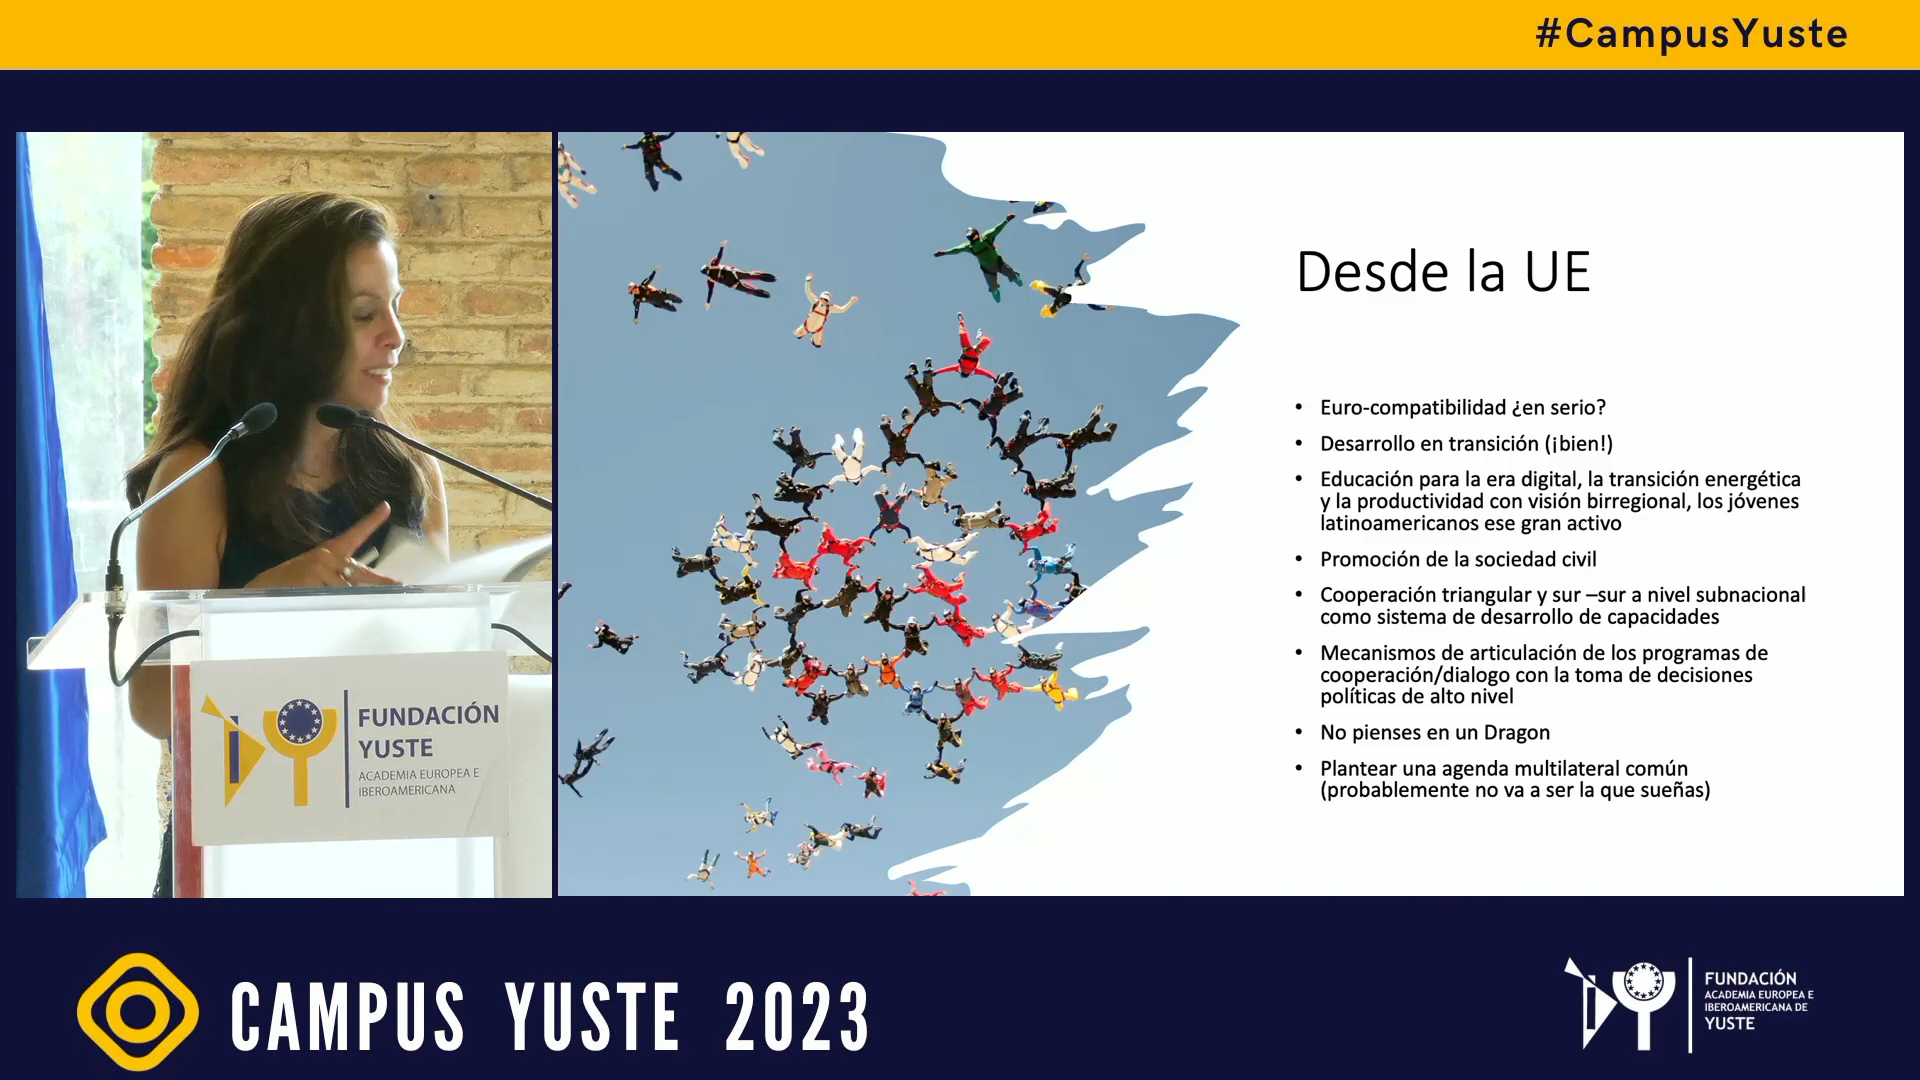 #CampusYuste
FUNDACIÓN
YUSTE
ACADEMIA EUROPEA E
IBEROAMERICANA
Desde la UE
• Euro-compatibilidad ¿en serio?
• Desarrollo en transición (¡bien!)
• Educación para la era digital, la transición energética
y la productividad con visión birregional, los jóvenes
latinoamericanos ese gran activo
• Promoción de la sociedad civil
• Cooperación triangular y sur –sur a nivel subnacional
como sistema de desarrollo de capacidades
• Mecanismos de articulación de los programas de
cooperación/dialogo con la toma de decisiones
políticas de alto nivel
• No pienses en un Dragon
• Plantear una agenda multilateral común
(probablemente no va a ser la que sueñas)
CAMPUS YUSTE 2023
FUNDACIÓN
ACADEMIA EUROPEA E
IBEROAMERICANA DE
YUSTE